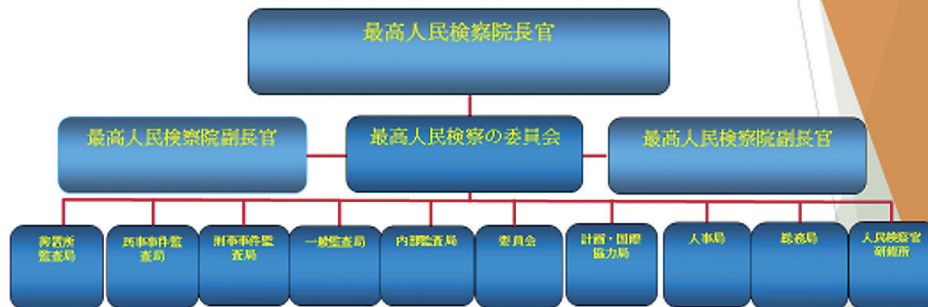 最高人民検察院長官
最高人民検察院副長官
最高人民検察の委員会
最高人民検察院副長官
拘置所
監査局
民事事件監
査局
刑事事件監
査局
一般監査局
内部監査局
委員会
計画・国際
協力局
人事局
総務局
人民検察官
研修所